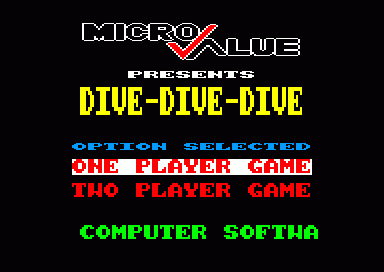 MICRO VALUE
PRESENTS
DIVE-DIVE-DIVE
OPTION SELECTED
ONE PLAYER GAME
TWO PLAYER GAME
COMPUTER SOFTWA